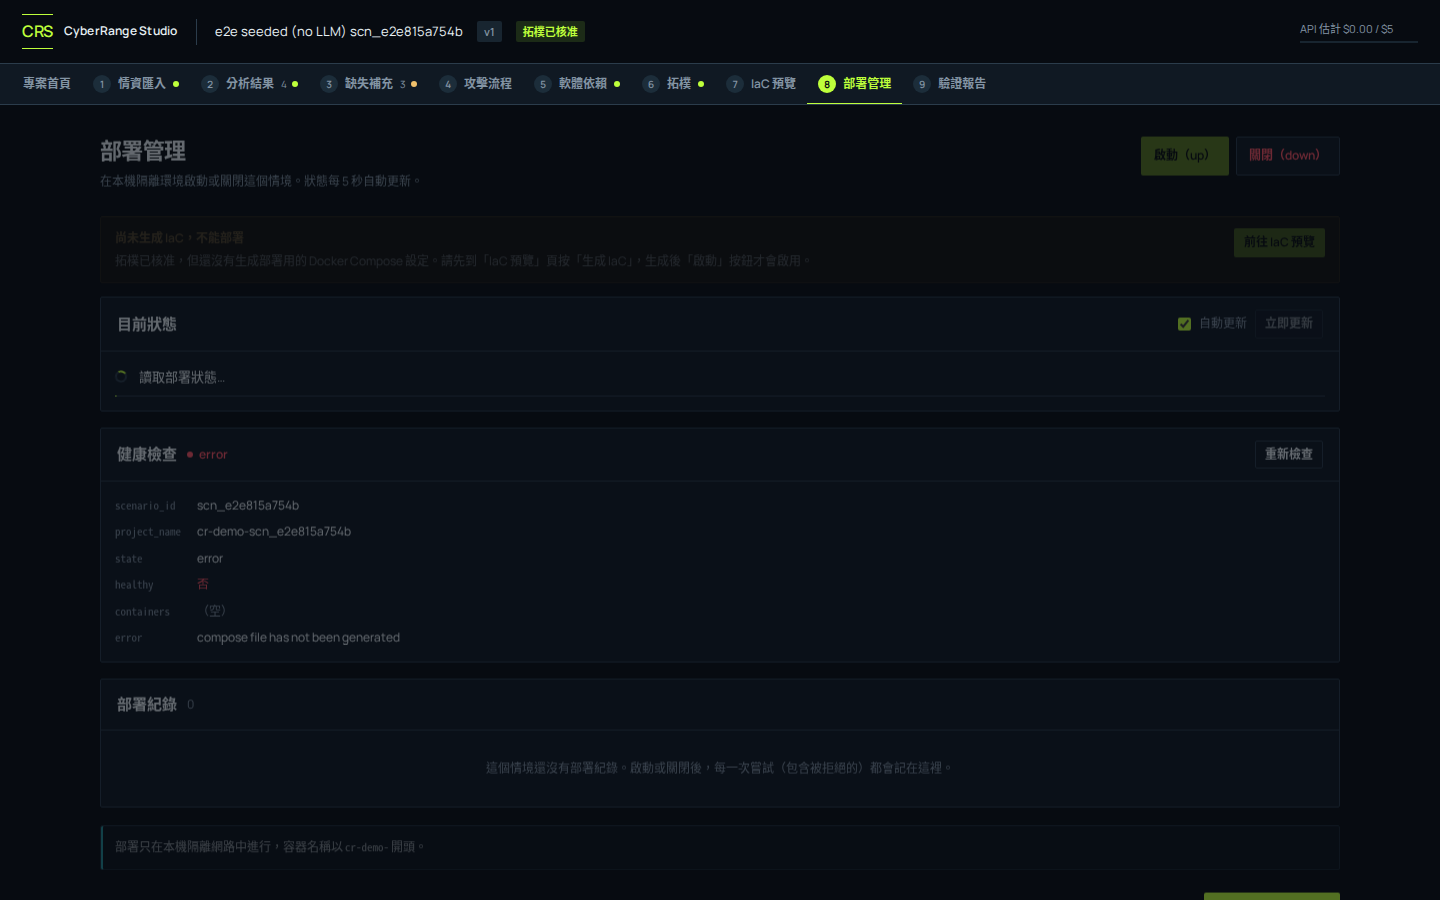 CRS CyberRange Studio e2e seeded (no LLM) scn_e2e815a754b v1 拓樸已核准 API 估計 $0.00 / $5
專案首頁 1 情資匯入 2 分析結果 4 3 缺失補充 3 4 攻擊流程 5 軟體依賴 6 拓樸 7 IaC 預覽 8 部署管理 9 驗證報告
部署管理
啟動（up） 關閉（down）
在本機隔離環境啟動或關閉這個情境。狀態每 5 秒自動更新。
尚未生成 IaC，不能部署
拓樸已核准，但還沒有生成部署用的 Docker Compose 設定。請先到「IaC 預覽」頁按「生成 IaC」，生成後「啟動」按鈕才會啟用。
前往 IaC 預覽
目前狀態 自動更新 立即更新
讀取部署狀態…
健康檢查 error 重新檢查
scenario_id scn_e2e815a754b
project_name cr-demo-scn_e2e815a754b
state error
healthy 否
containers （空）
error compose file has not been generated
部署紀錄 0
這個情境還沒有部署紀錄。啟動或關閉後，每一次嘗試（包含被拒絕的）都會記在這裡。
部署只在本機隔離網路中進行，容器名稱以 cr-demo- 開頭。